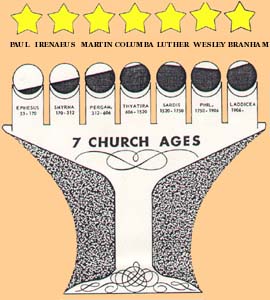 PAUL IRENAEUS MARTIN COLUMBA LUTHER WESLEY BRANHAM
EPHESUS SMYRNA PERGAM. THYATIRA SARDIS PHIL. LAODICEA
53-170 170-312 312-606 606-1520 1520-1750 1750-1906 1906-
7 CHURCH AGES